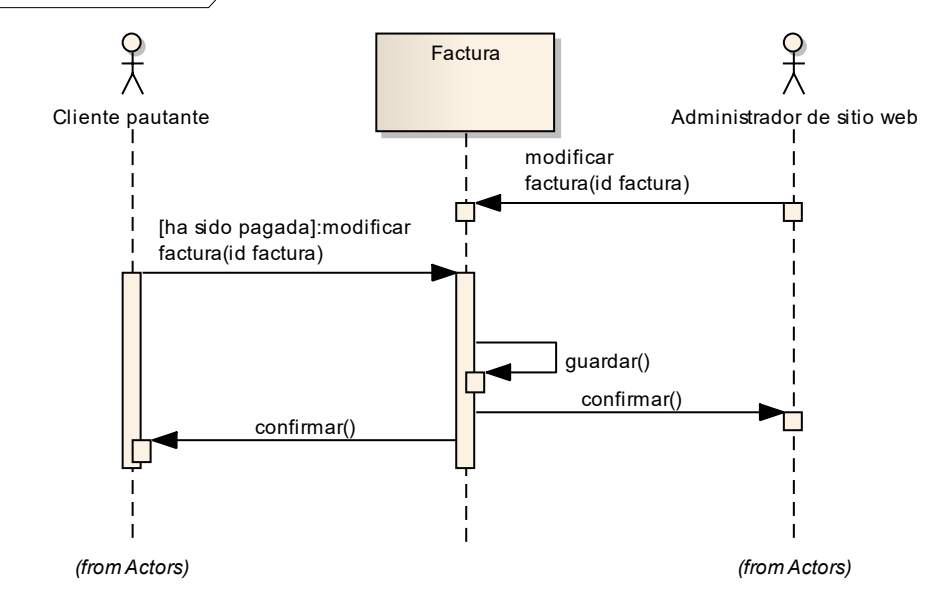 Factura
Cliente pautante
Administrador de sitio web
modificar
factura(id factura)
[ha sido pagada]:modificar
factura(id factura)
guardar()
confirmar()
confirmar()
(from Actors)
(from Actors)